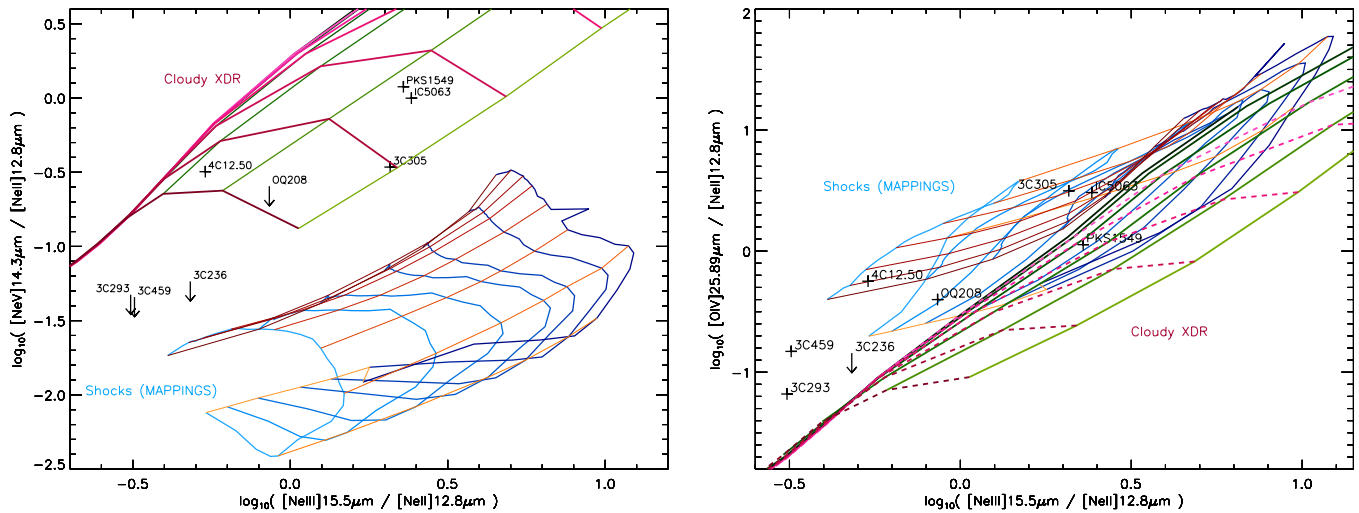 0.5
0.0
−0.5
−1.0
−1.5
−2.0
−2.5
log₁₀( [NeV]14.3μm / [NeII]12.8μm )
Cloudy XDR
PKS1549
IC5063
3C305
4C12.50
OQ208
3C236
3C293
3C459
Shocks (MAPPINGS)
−0.5
0.0
0.5
1.0
log₁₀( [NeIII]15.5μm / [NeII]12.8μm )
2
1
0
−1
log₁₀( [OIV]25.89μm / [NeII]12.8μm )
Shocks (MAPPINGS)
3C305
IC5063
PKS1549
4C12.50
OQ208
3C459
3C236
3C293
Cloudy XDR
−0.5
0.0
0.5
1.0
log₁₀( [NeIII]15.5μm / [NeII]12.8μm )